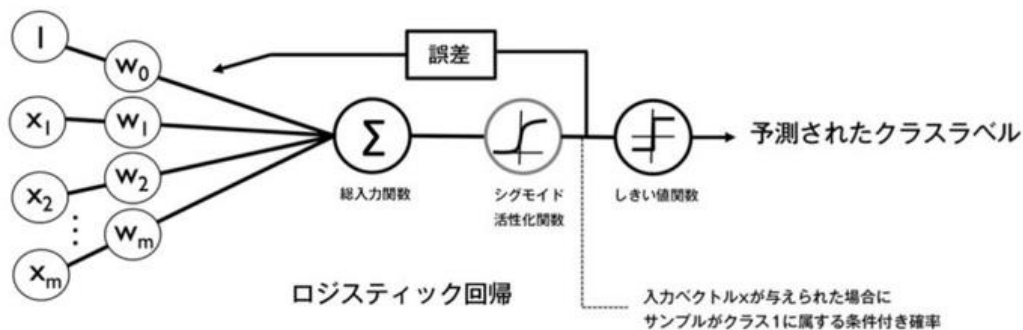 1
w0
誤差
x1
w1
Σ
予測されたクラスラベル
x2
w2
総入力関数
シグモイド
活性化関数
しきい値関数
xm
wm
ロジスティック回帰
入力ベクトルxが与えられた場合に
サンプルがクラス1に属する条件付き確率